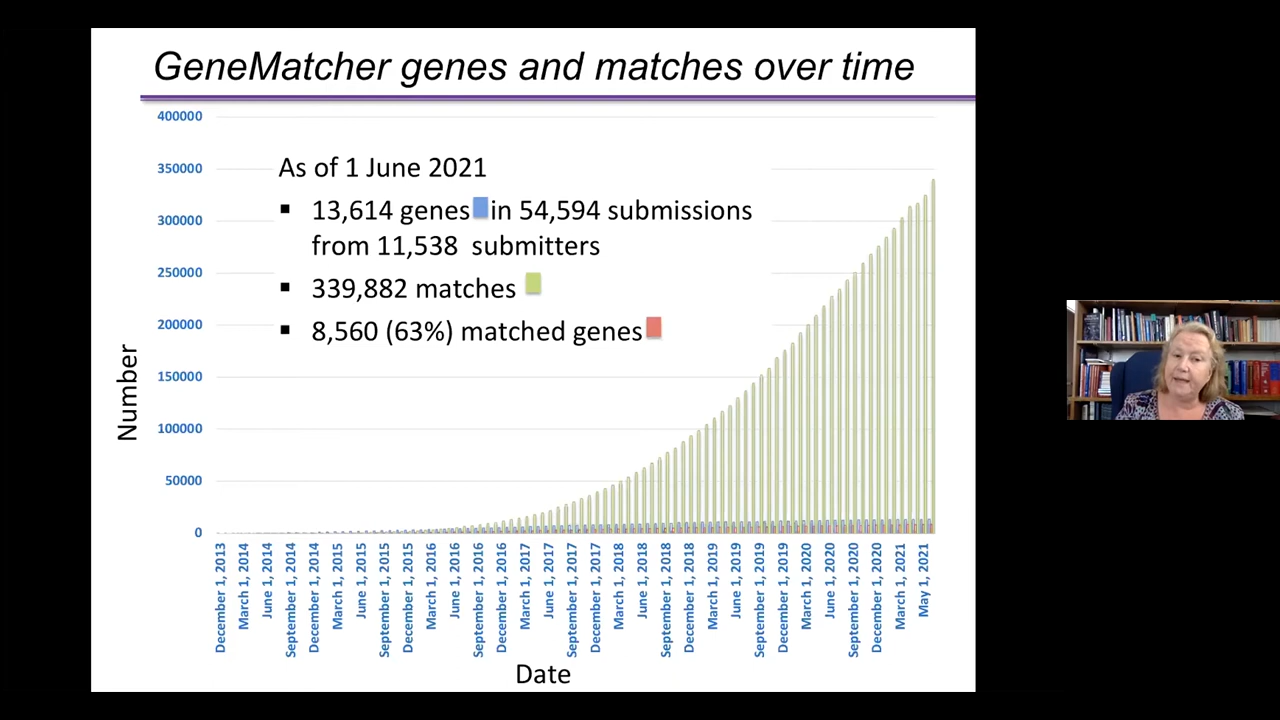 GeneMatcher genes and matches over time
400000
350000
300000
250000
200000
150000
100000
50000
0
Number
As of 1 June 2021
▪ 13,614 genes in 54,594 submissions
from 11,538 submitters
▪ 339,882 matches
▪ 8,560 (63%) matched genes
December 1, 2013
March 1, 2014
June 1, 2014
September 1, 2014
December 1, 2014
March 1, 2015
June 1, 2015
September 1, 2015
December 1, 2015
March 1, 2016
June 1, 2016
September 1, 2016
December 1, 2016
March 1, 2017
June 1, 2017
September 1, 2017
December 1, 2017
March 1, 2018
June 1, 2018
September 1, 2018
December 1, 2018
March 1, 2019
June 1, 2019
September 1, 2019
December 1, 2019
March 1, 2020
June 1, 2020
September 1, 2020
December 1, 2020
March 1, 2021
May 1, 2021
Date